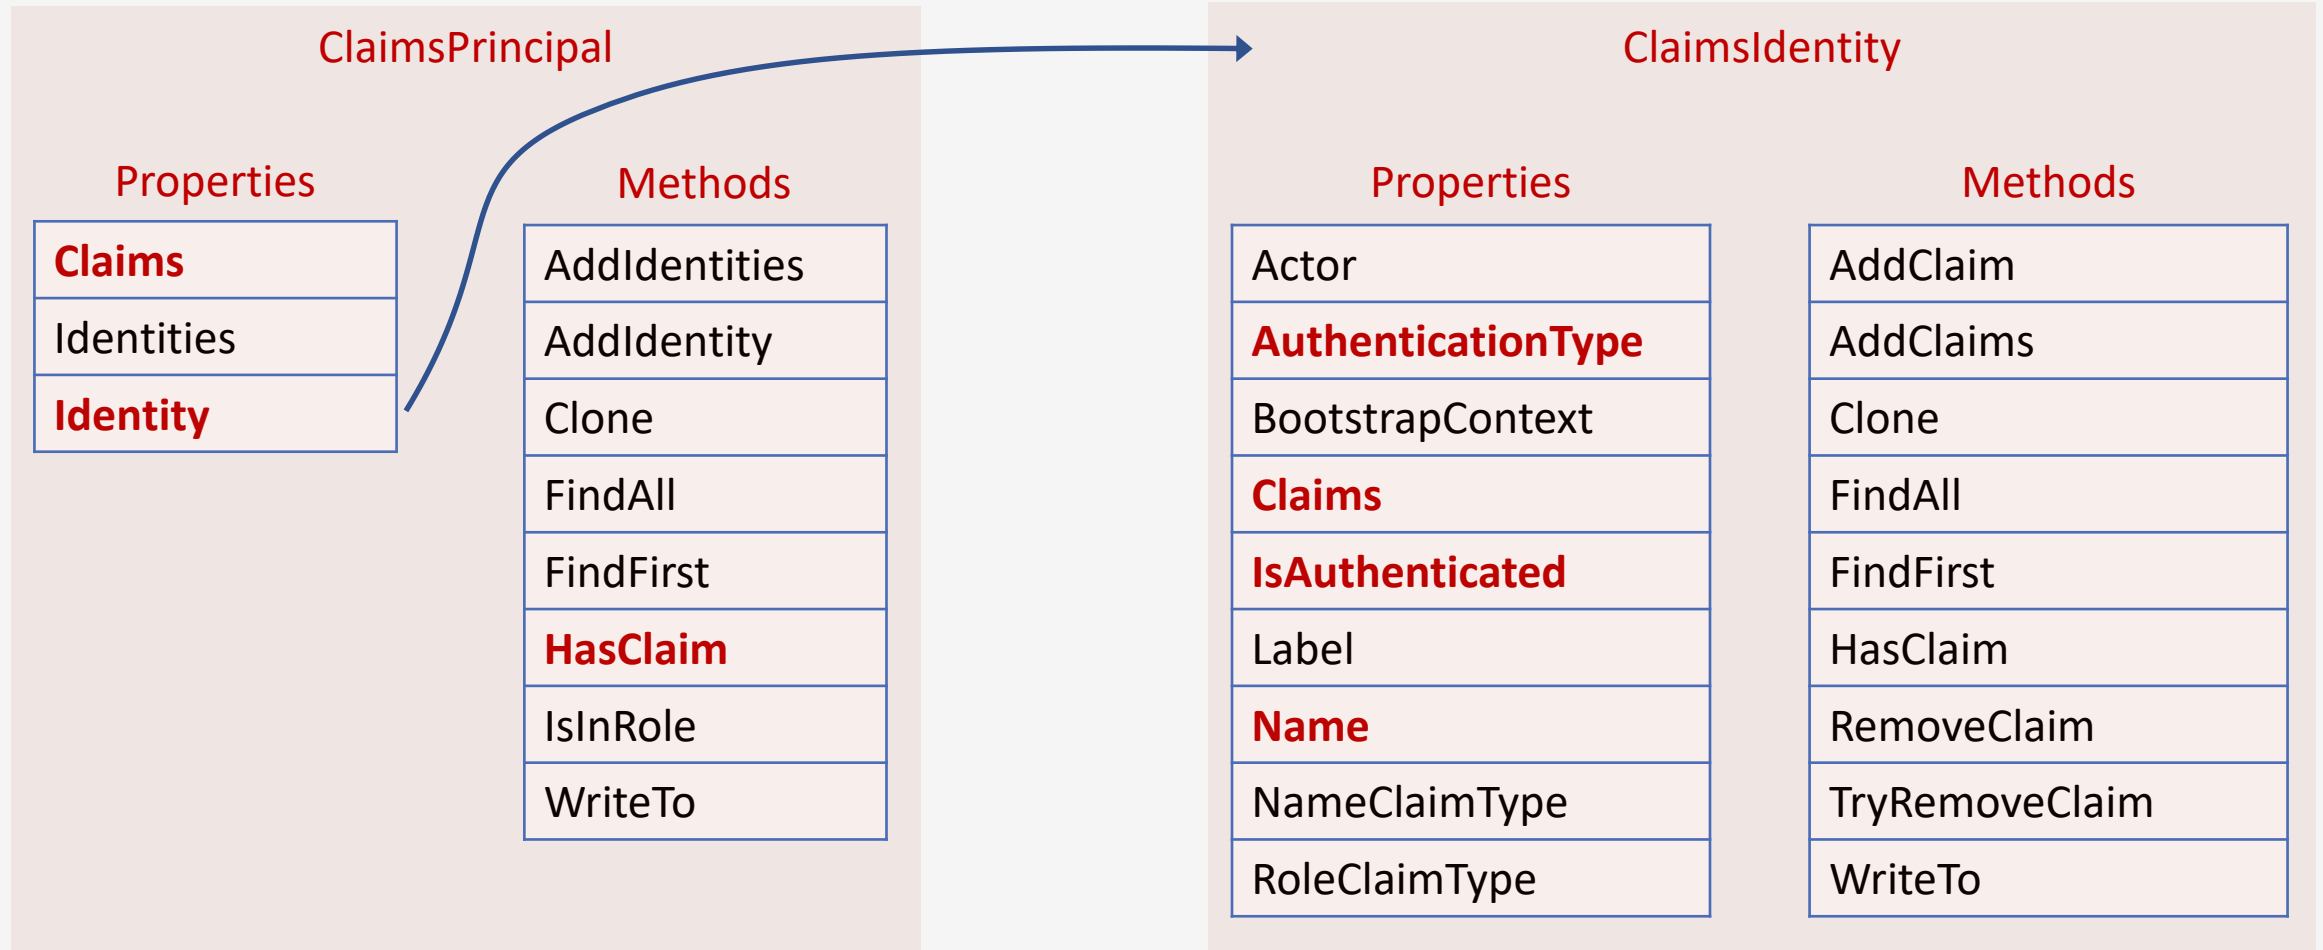 ClaimsPrincipal
Properties
Claims
Identities
Identity
Methods
AddIdentities
AddIdentity
Clone
FindAll
FindFirst
HasClaim
IsInRole
WriteTo
ClaimsIdentity
Properties
Actor
AuthenticationType
BootstrapContext
Claims
IsAuthenticated
Label
Name
NameClaimType
RoleClaimType
Methods
AddClaim
AddClaims
Clone
FindAll
FindFirst
HasClaim
RemoveClaim
TryRemoveClaim
WriteTo